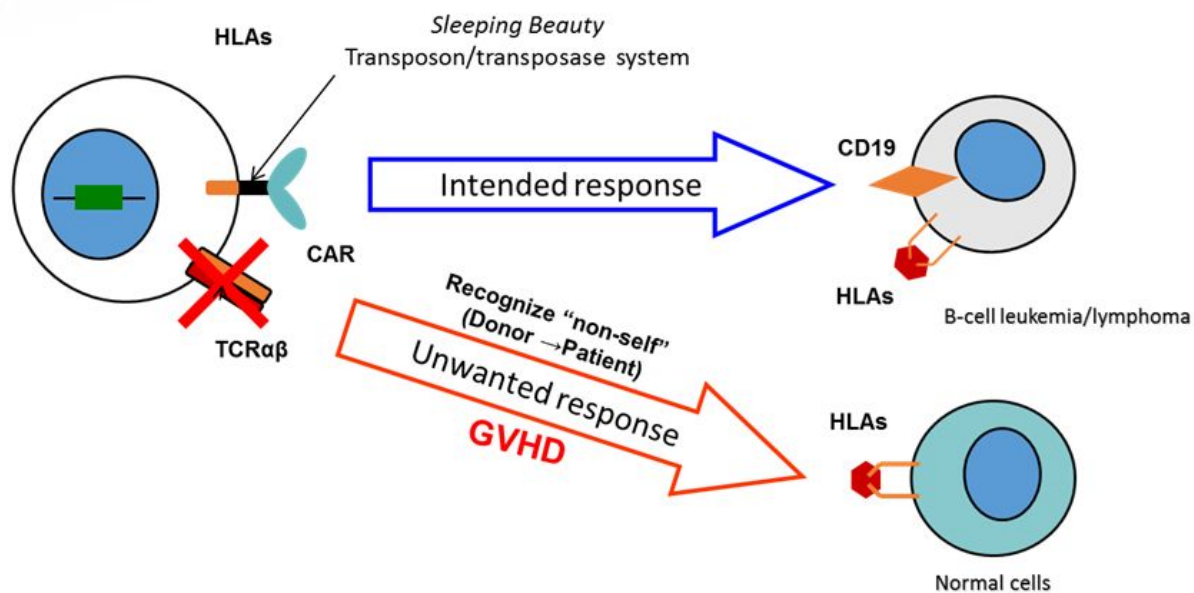 HLAs
Sleeping Beauty
Transposon/transposase system
CAR
TCRαβ
Intended response
CD19
HLAs
B-cell leukemia/lymphoma
Recognize “non-self”
(Donor →Patient)
Unwanted response
GVHD
HLAs
Normal cells